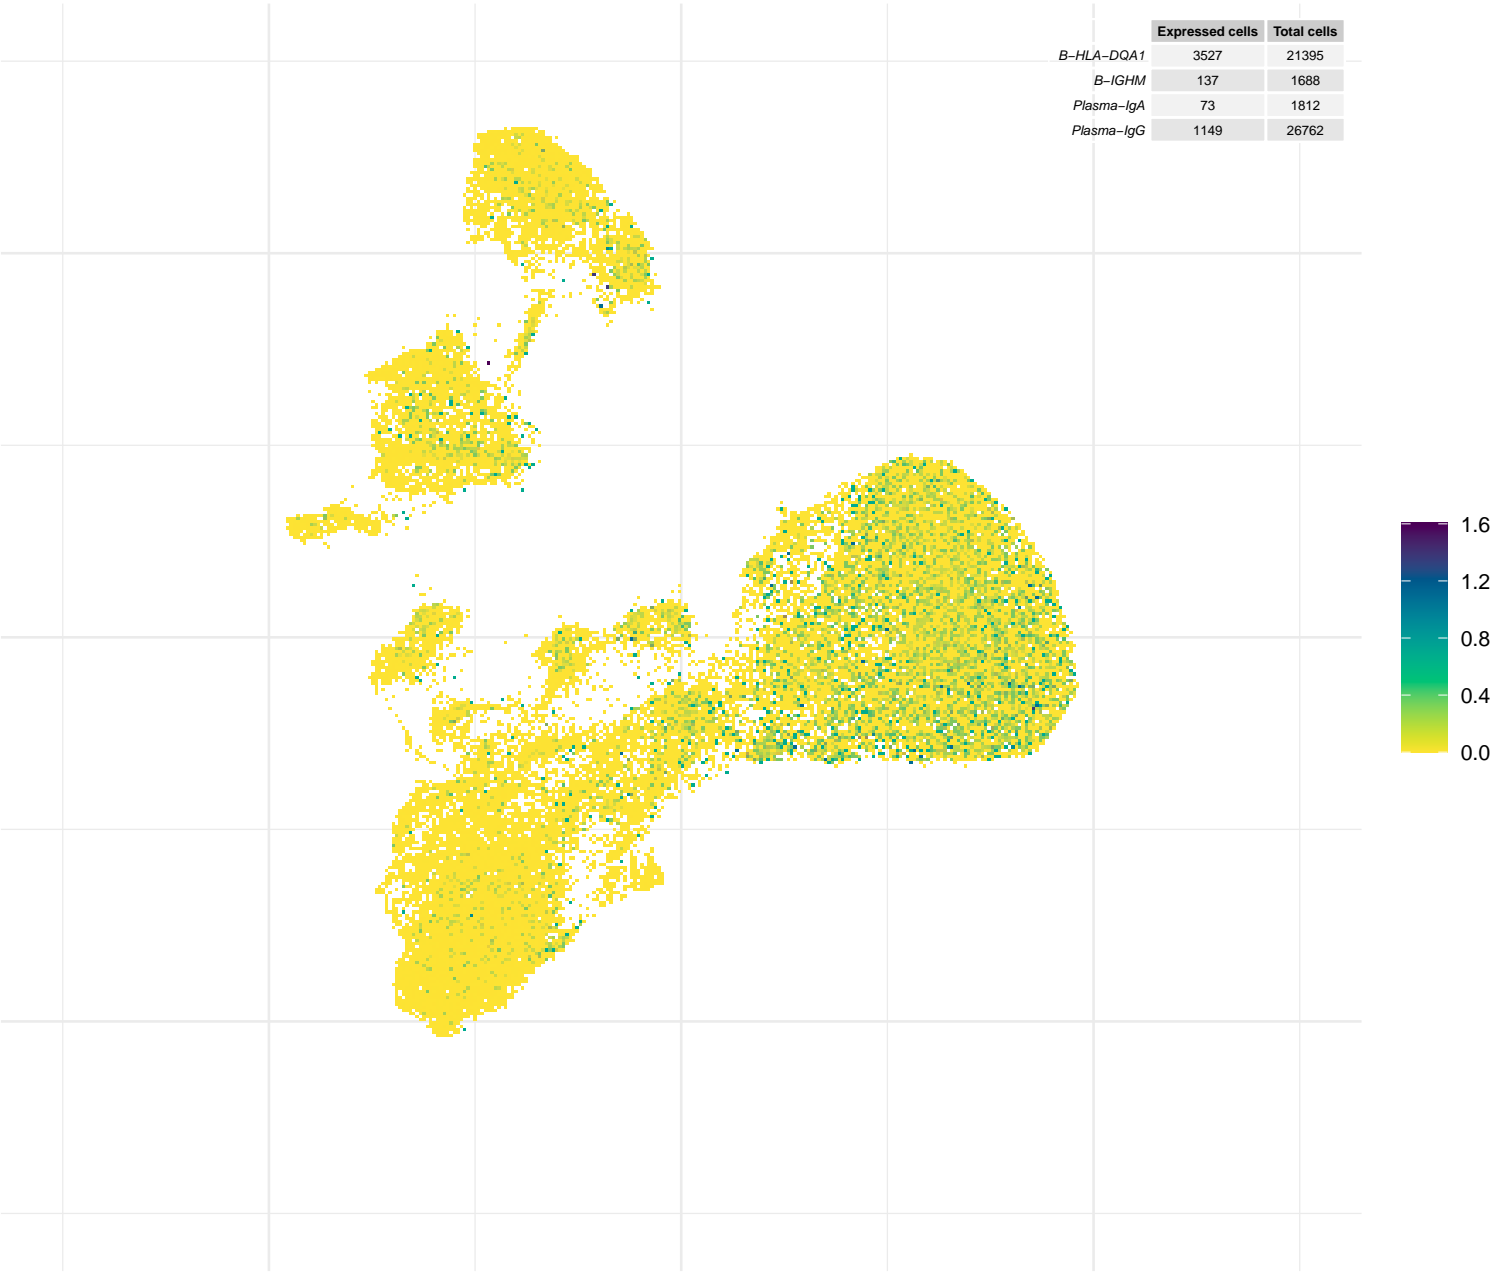 Expressed cells Total cells
B−HLA−DQA1 3527 21395
B−IGHM 137 1688
Plasma−IgA 73 1812
Plasma−IgG 1149 26762
1.6
1.2
0.8
0.4
0.0